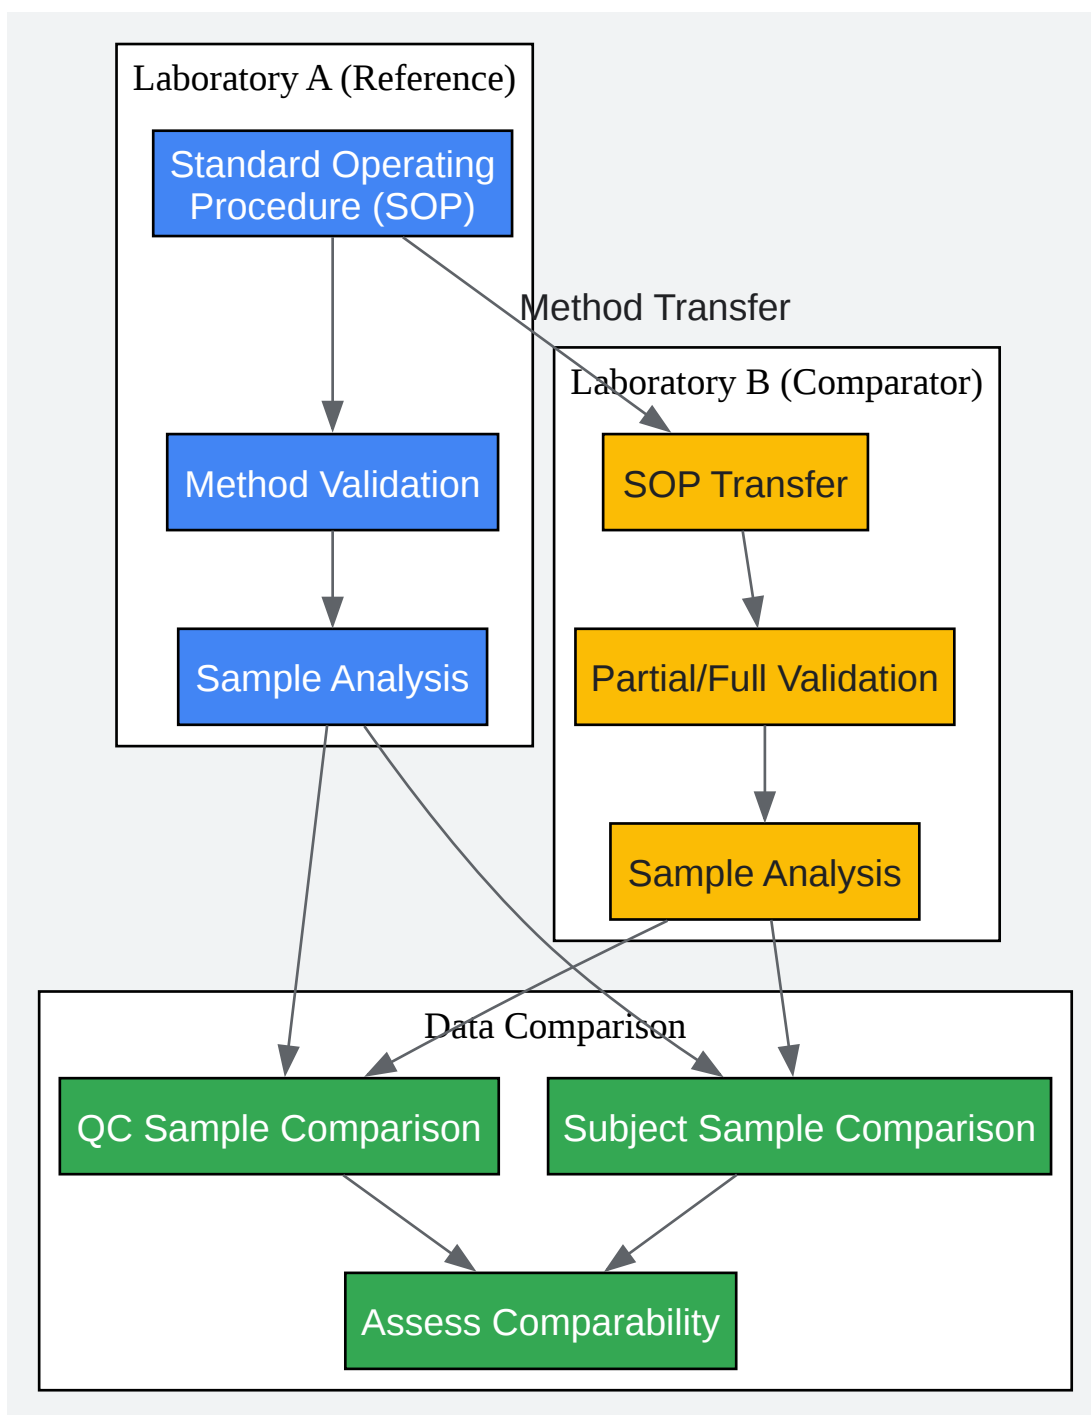 Laboratory A (Reference)
Standard Operating
Procedure (SOP)
Method Transfer
Laboratory B (Comparator)
Method Validation
SOP Transfer
Sample Analysis
Partial/Full Validation
Sample Analysis
Data Comparison
QC Sample Comparison
Subject Sample Comparison
Assess Comparability